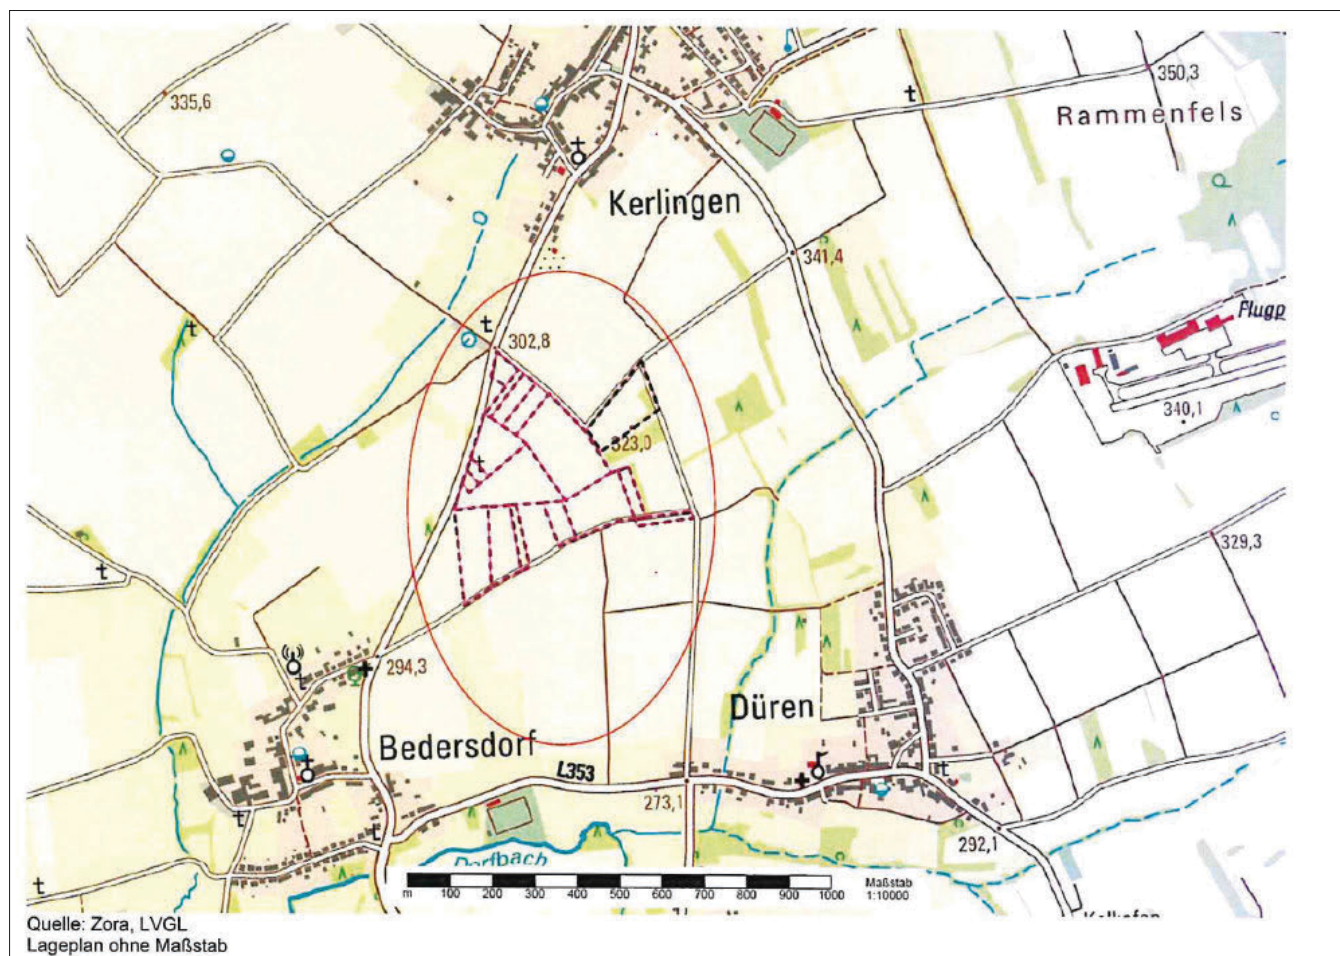 350,3
335,6
Rammenfels
Kerlingen
341,4
302,8
Flugp
340,1
323,0
329,3
294,3
Düren
Bedersdorf
L353
273,1
292,1
Dorfbach
m 100 200 300 400 500 600 700 800 900 1000
Maßstab
1:10000
Quelle: Zora, LVGL
Lageplan ohne Maßstab